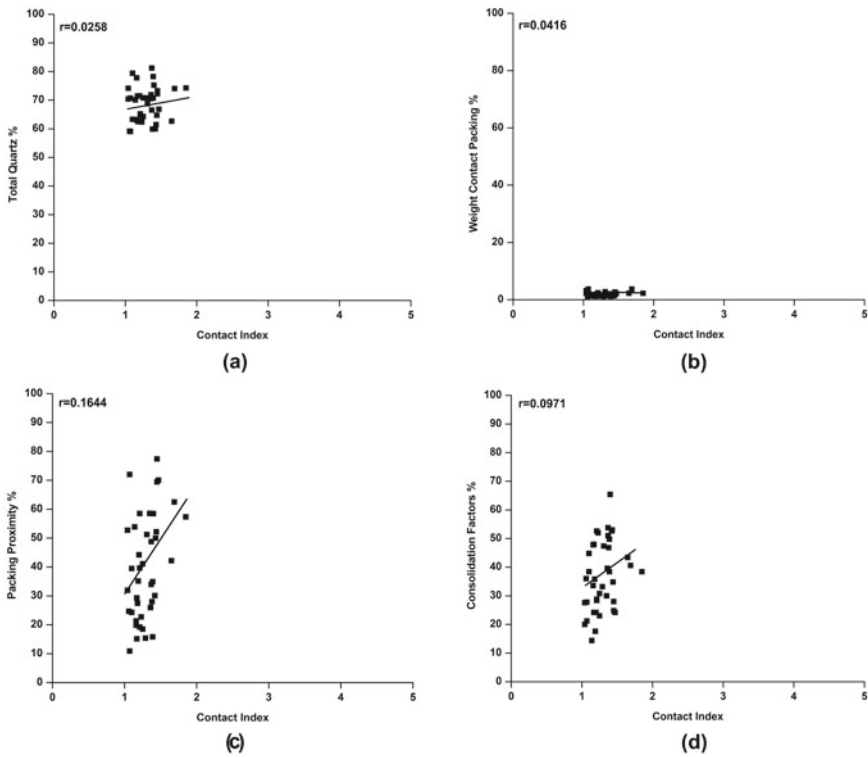 r=0.0258
Total Quartz %
100
90
80
70
60
50
40
30
20
10
0
0 1 2 3 4 5
Contact Index
(a)
r=0.0416
Weight Contact Packing %
100
80
60
40
20
0
0 1 2 3 4 5
Contact Index
(b)
r=0.1644
Packing Proximity %
100
90
80
70
60
50
40
30
20
10
0
0 1 2 3 4 5
Contact Index
(c)
r=0.0971
Consolidation Factors %
100
90
80
70
60
50
40
30
20
10
0
0 1 2 3 4 5
Contact Index
(d)